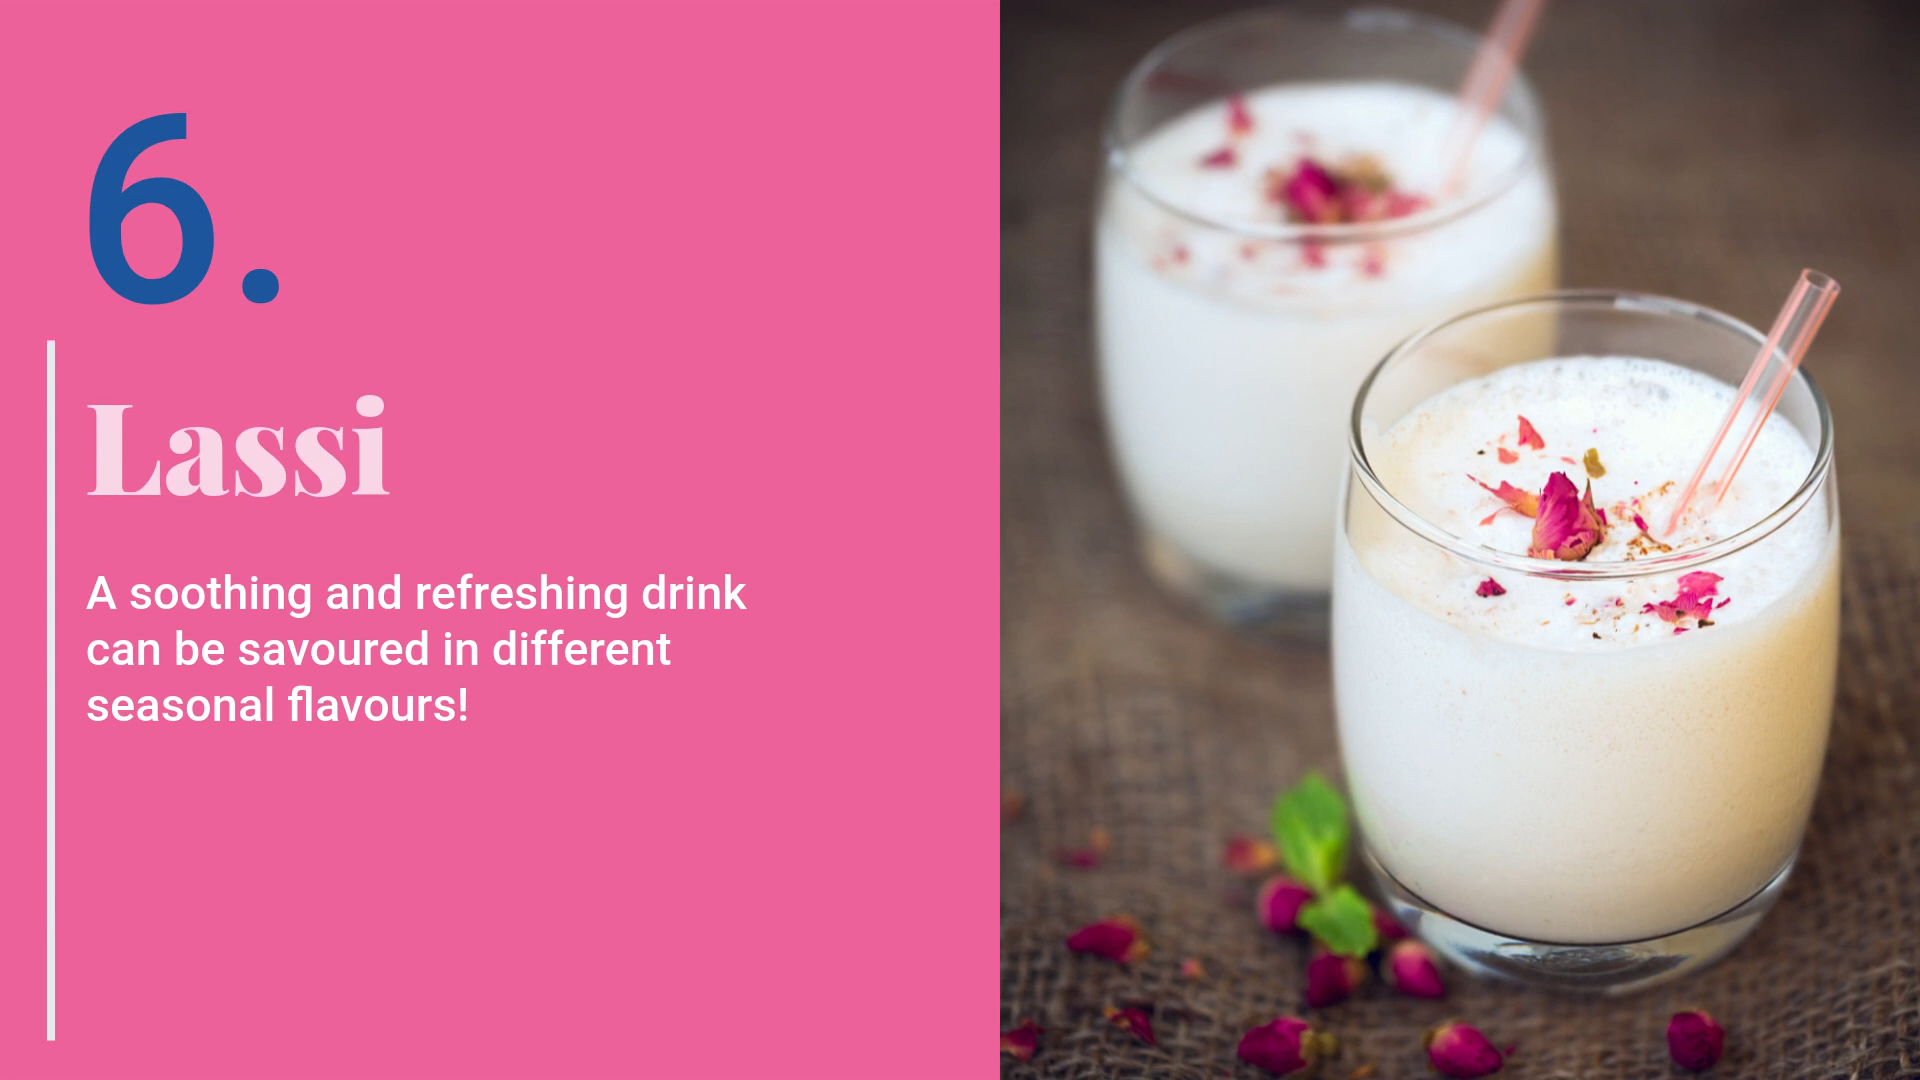 6.
Lassi
A soothing and refreshing drink
can be savoured in different
seasonal flavours!